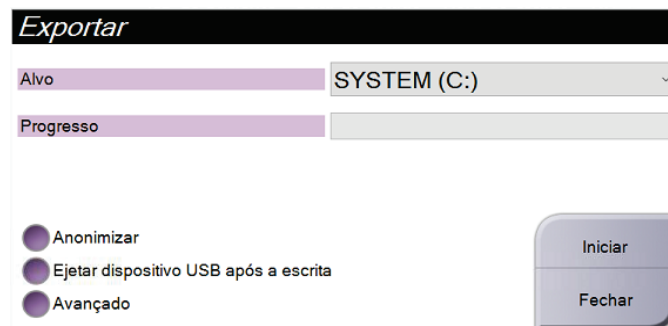 Exportar
Alvo SYSTEM (C:)
Progresso
Anonimizar
Ejetar dispositivo USB após a escrita
Avançado
Iniciar
Fechar